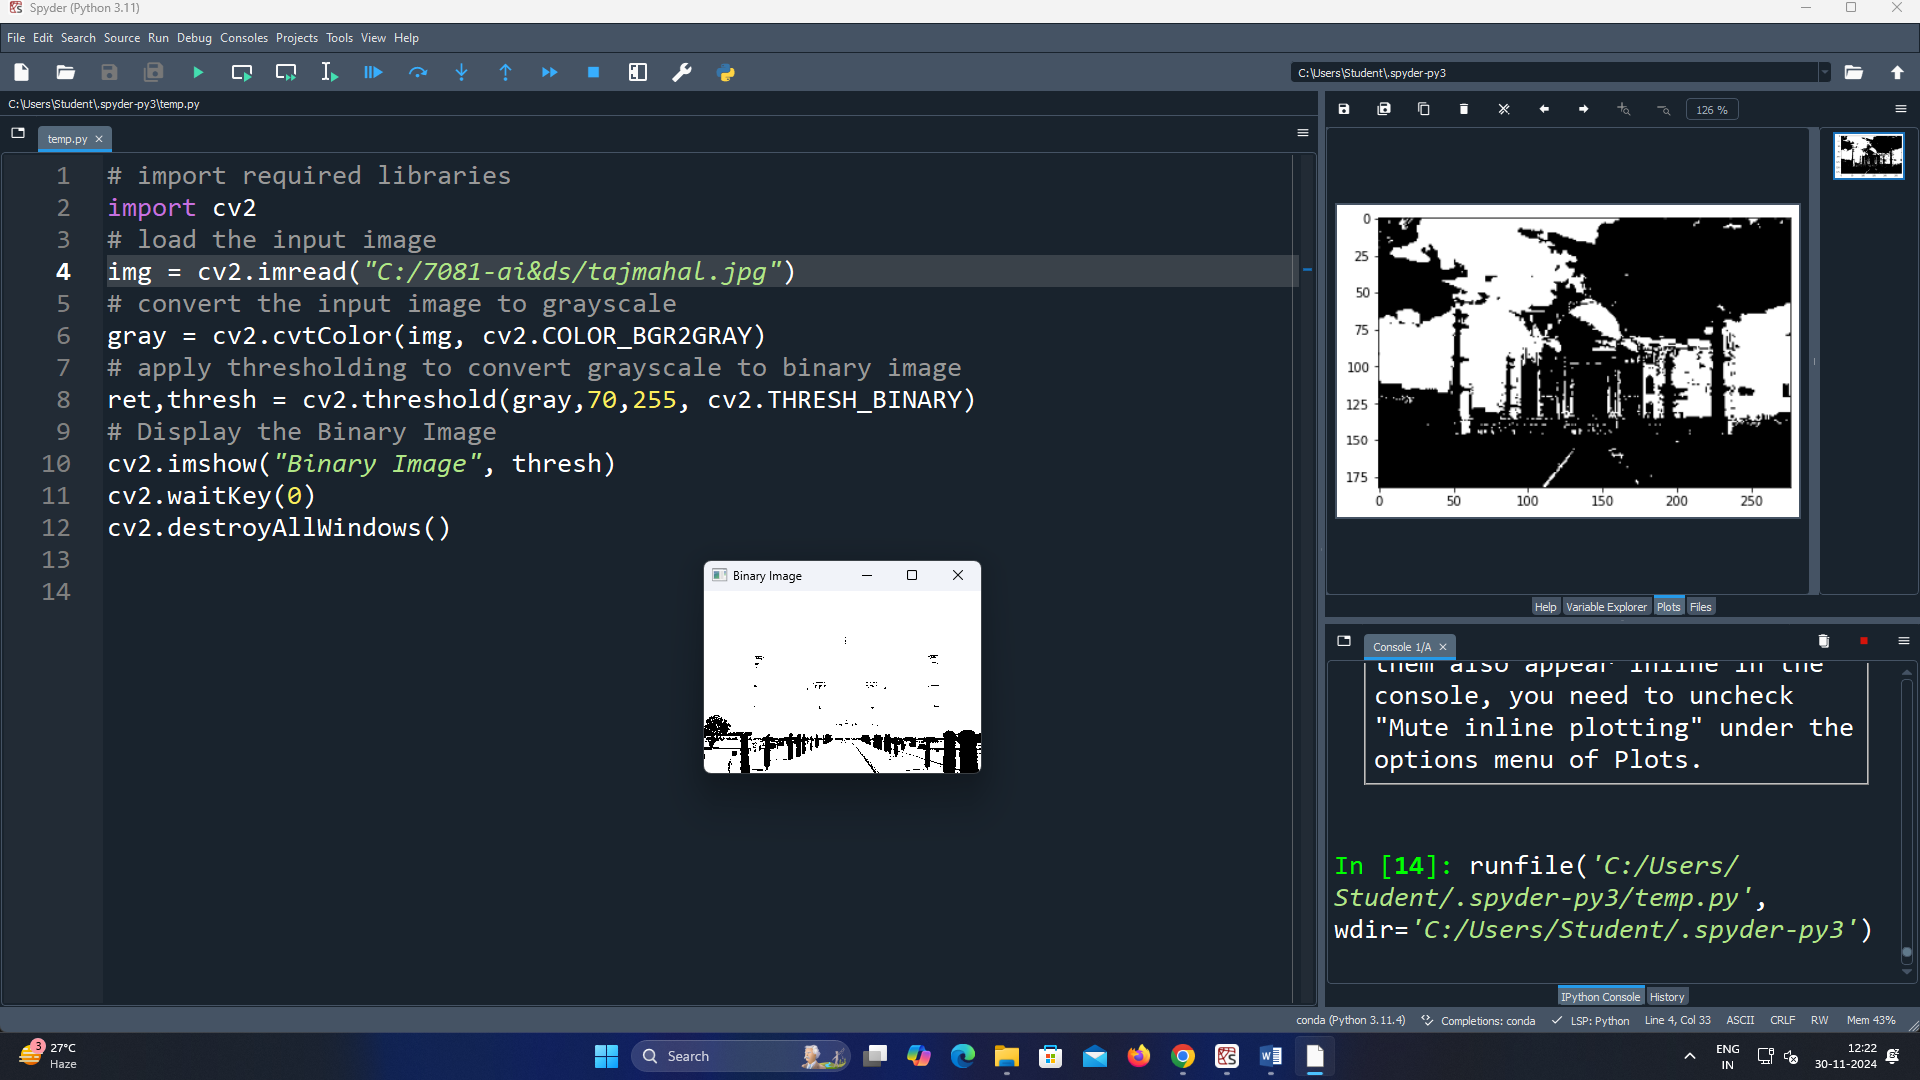 Spyder (Python 3.11)
File Edit Search Source Run Debug Consoles Projects Tools View Help
C:\Users\Student\.spyder-py3
C:\Users\Student\.spyder-py3\temp.py
temp.py
1 # import required libraries
2 import cv2
3 # load the input image
4 img = cv2.imread("C:/7081-ai&ds/tajmahal.jpg")
5 # convert the input image to grayscale
6 gray = cv2.cvtColor(img, cv2.COLOR_BGR2GRAY)
7 # apply thresholding to convert grayscale to binary image
8 ret,thresh = cv2.threshold(gray,70,255, cv2.THRESH_BINARY)
9 # Display the Binary Image
10 cv2.imshow("Binary Image", thresh)
11 cv2.waitKey(0)
12 cv2.destroyAllWindows()
13
14
Binary Image
126 %
0
25
50
75
100
125
150
175
0 50 100 150 200 250
Help Variable Explorer Plots Files
Console 1/A
them also appear inline in the
console, you need to uncheck
"Mute inline plotting" under the
options menu of Plots.
In [14]: runfile('C:/Users/
Student/.spyder-py3/temp.py',
wdir='C:/Users/Student/.spyder-py3')
IPython Console History
conda (Python 3.11.4) Completions: conda LSP: Python Line 4, Col 33 ASCII CRLF RW Mem 43%
3
27°C
Haze
Search
ENG
IN
12:22
30-11-2024